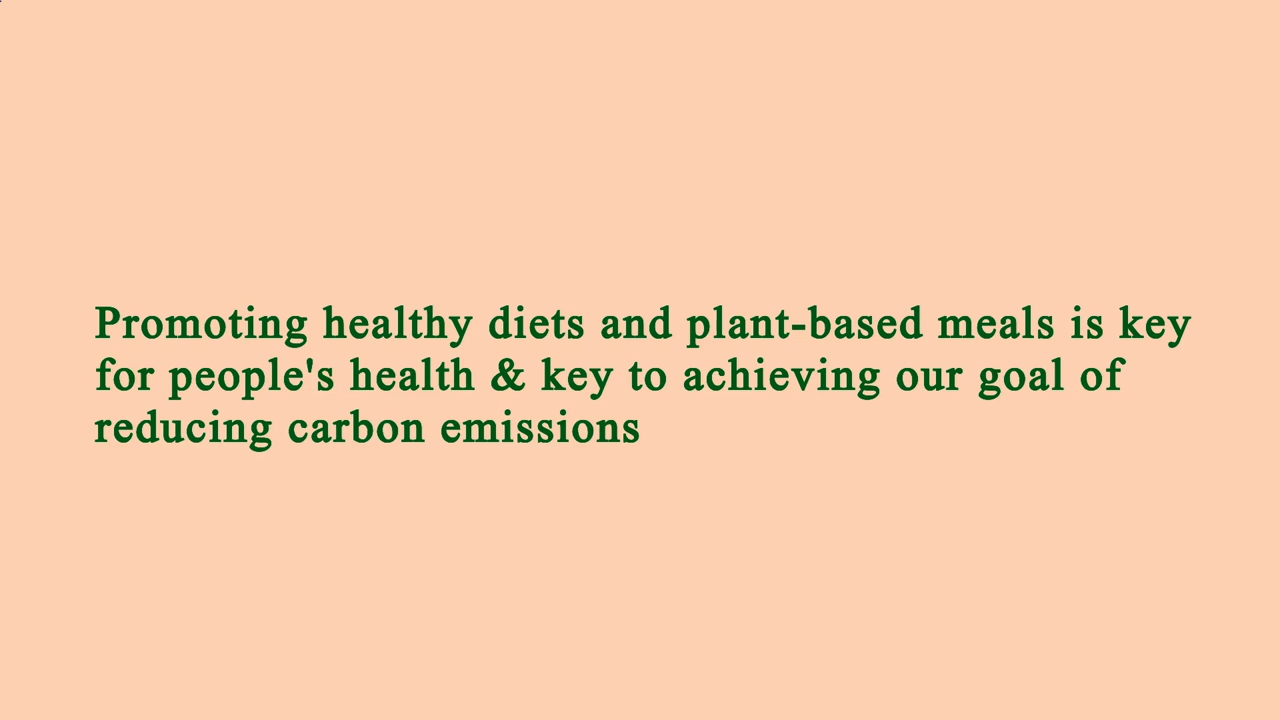 Promoting healthy diets and plant-based meals is key
for people's health & key to achieving our goal of
reducing carbon emissions